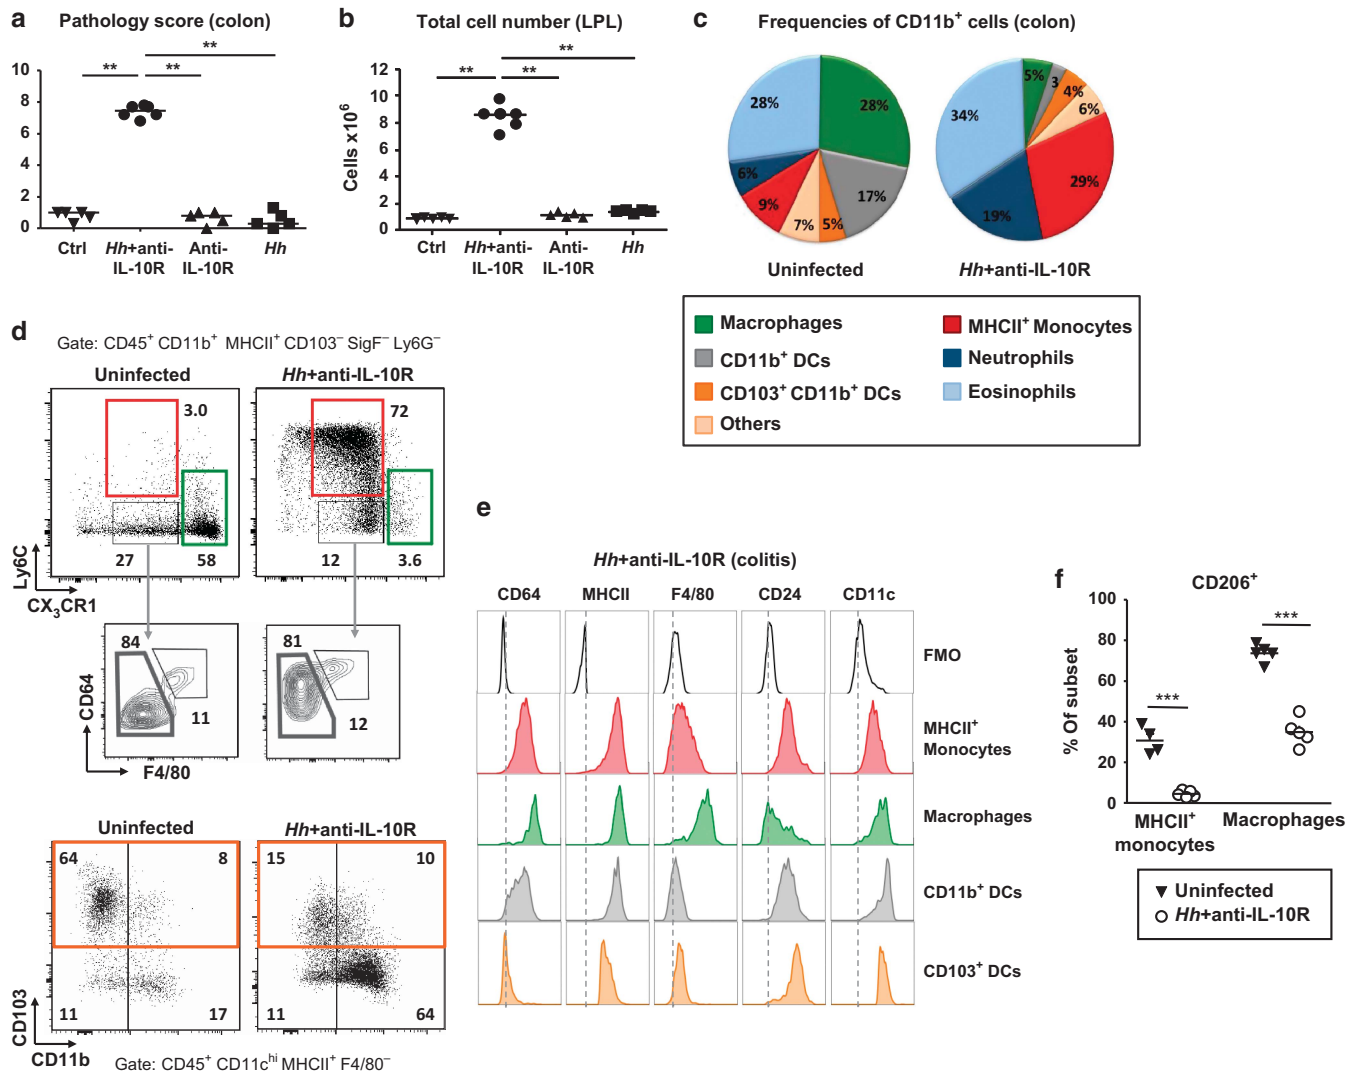 a Pathology score (colon)
**
** **
10
8
6
4
2
0
Ctrl Hh+anti-IL-10R Anti-IL-10R Hh
b Total cell number (LPL)
**
** **
Cells x10⁶
12
10
8
6
4
2
0
Ctrl Hh+anti-IL-10R Anti-IL-10R Hh
c Frequencies of CD11b⁺ cells (colon)
28% 28%
6% 17%
9% 7% 5%
Uninfected
5% 3 4%
6%
34%
29%
19%
Hh+anti-IL-10R
Macrophages
CD11b⁺ DCs
CD103⁺ CD11b⁺ DCs
Others
MHCII⁺ Monocytes
Neutrophils
Eosinophils
d
Gate: CD45⁺ CD11b⁺ MHCII⁺ CD103⁻ SigF⁻ Ly6G⁻
Uninfected Hh+anti-IL-10R
3.0 72
27 58 12 3.6
Ly6C
CX₃CR1
84 81
11 12
CD64
F4/80
Uninfected Hh+anti-IL-10R
64 8 15 10
11 17 11 64
CD103
CD11b
Gate: CD45⁺ CD11cʰⁱ MHCII⁺ F4/80⁻
e
Hh+anti-IL-10R (colitis)
CD64 MHCII F4/80 CD24 CD11c
FMO
MHCII⁺
Monocytes
Macrophages
CD11b⁺ DCs
CD103⁺ DCs
f
CD206⁺
% Of subset
100
80
60
40
20
0
***
***
MHCII⁺ monocytes
Macrophages
Uninfected
Hh+anti-IL-10R